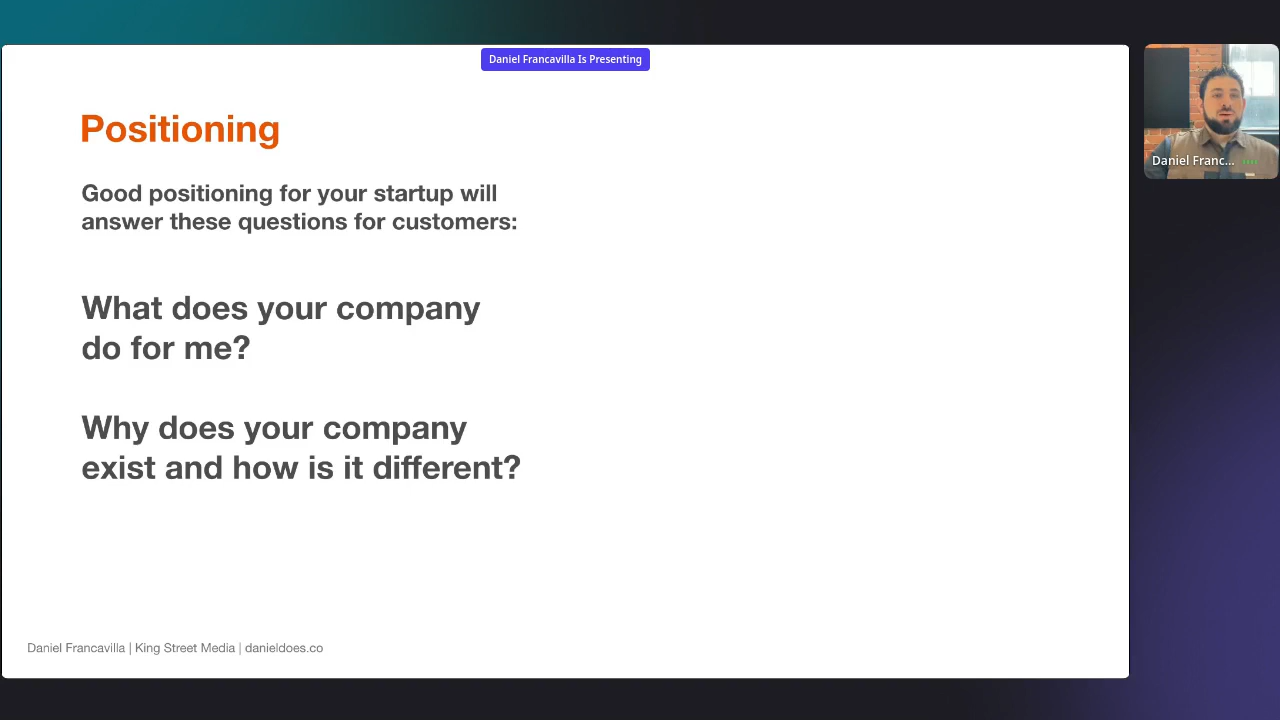 Daniel Francavilla Is Presenting
Positioning
Good positioning for your startup will
answer these questions for customers:
What does your company
do for me?
Why does your company
exist and how is it different?
Daniel Francavilla | King Street Media | danieldoes.co
Daniel Franc...